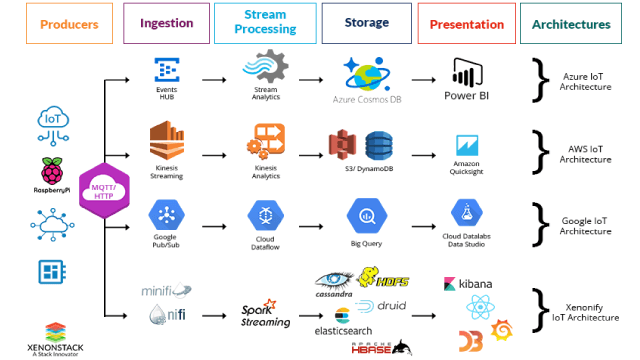 Producers
Ingestion
Stream
Processing
Storage
Presentation
Architectures
Events
HUB
Stream
Analytics
Azure Cosmos DB
Power BI
Azure IoT
Architecture
IoT
RaspberryPi
MQTT/
HTTP
Kinesis
Streaming
Kinesis
Analytics
S3/ DynamoDB
Amazon
Quicksight
AWS IoT
Architecture
Google
Pub/Sub
Cloud
Dataflow
Big Query
Cloud Datalabs
Data Studio
Google IoT
Architecture
minifi
nifi
Spark
Streaming
cassandra
HDFS
druid
elasticsearch
APACHE
HBASE
kibana
D3
Xenonify
IoT Architecture
XENONSTACK
A Stack Innovator